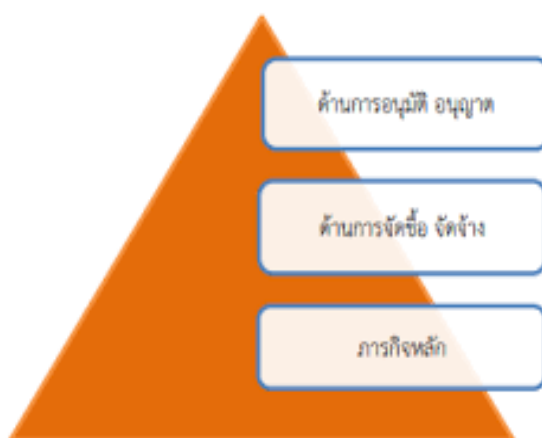 ด้านการอนุมัติ อนุญาต
ด้านการจัดซื้อ จัดจ้าง
ภารกิจหลัก